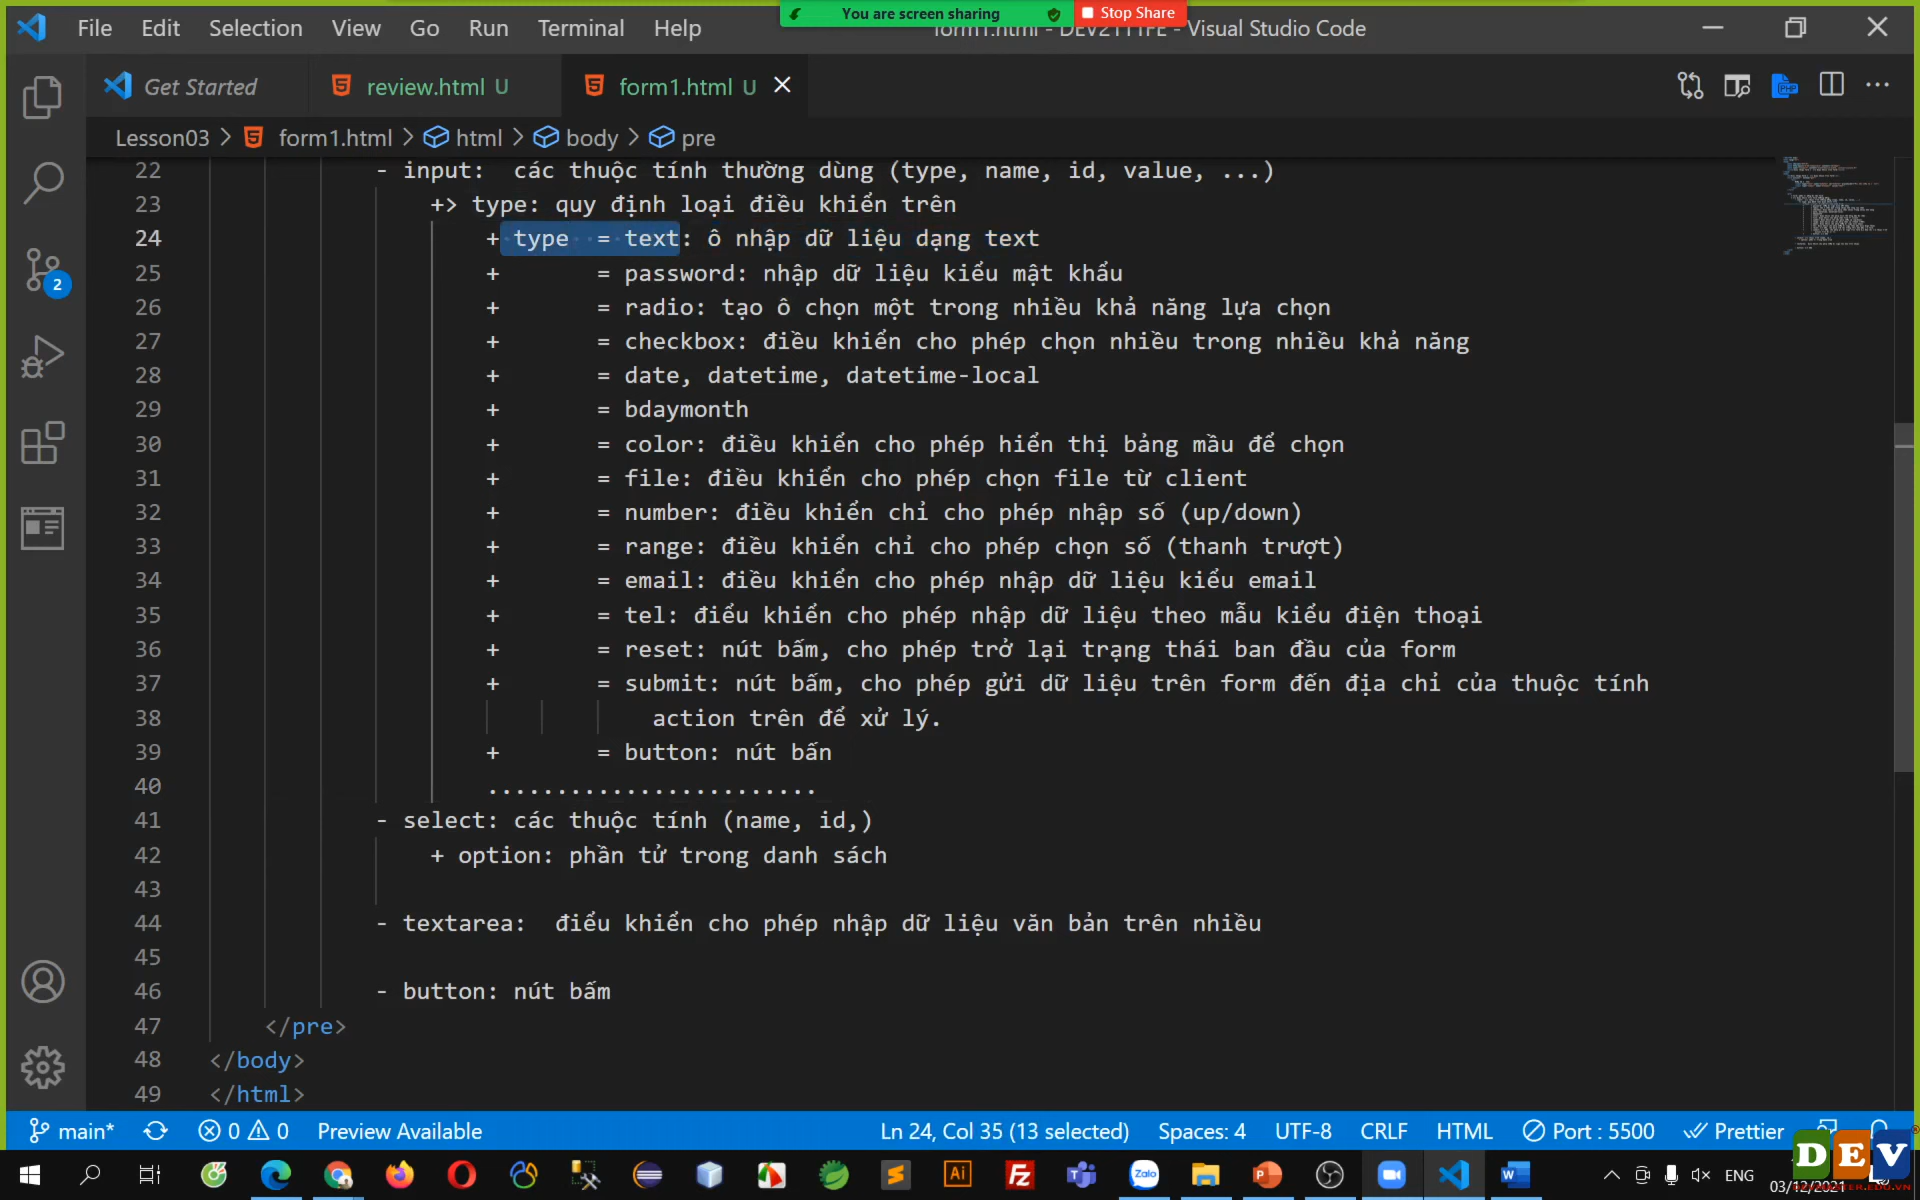 You are screen sharing
Stop Share
File Edit Selection View Go Run Terminal Help
form1.html - DEV2111FE - Visual Studio Code
Get Started review.html U form1.html U
Lesson03 > form1.html > html > body > pre
22 - input:  các thuộc tính thường dùng (type, name, id, value, ...)
23 +> type: quy định loại điều khiển trên
24 + type  = text: ô nhập dữ liệu dạng text
25 + = password: nhập dữ liệu kiểu mật khẩu
26 + = radio: tạo ô chọn một trong nhiều khả năng lựa chọn
27 + = checkbox: điều khiển cho phép chọn nhiều trong nhiều khả năng
28 + = date, datetime, datetime-local
29 + = bdaymonth
30 + = color: điều khiển cho phép hiển thị bảng mầu để chọn
31 + = file: điều khiển cho phép chọn file từ client
32 + = number: điều khiển chỉ cho phép nhập số (up/down)
33 + = range: điều khiển chỉ cho phép chọn số (thanh trượt)
34 + = email: điều khiển cho phép nhập dữ liệu kiểu email
35 + = tel: điểu khiển cho phép nhập dữ liệu theo mẫu kiểu điện thoại
36 + = reset: nút bấm, cho phép trở lại trạng thái ban đầu của form
37 + = submit: nút bấm, cho phép gửi dữ liệu trên form đến địa chỉ của thuộc tính
38 action trên để xử lý.
39 + = button: nút bấn
40 ........................
41 - select: các thuộc tính (name, id,)
42 + option: phần tử trong danh sách
43
44 - textarea:  điểu khiển cho phép nhập dữ liệu văn bản trên nhiều
45
46 - button: nút bấm
47 </pre>
48 </body>
49 </html>
2
main* 0 0 Preview Available Ln 24, Col 35 (13 selected) Spaces: 4 UTF-8 CRLF HTML Port : 5500 Prettier
ENG
03/12/2021
DEV